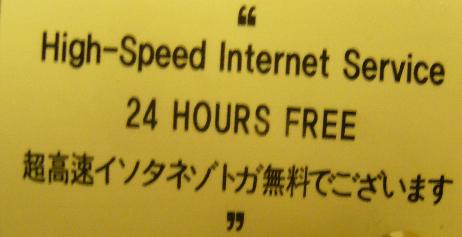 “
High-Speed Internet Service
24 HOURS FREE
超高速イソタネゾトガ無料でございます
”